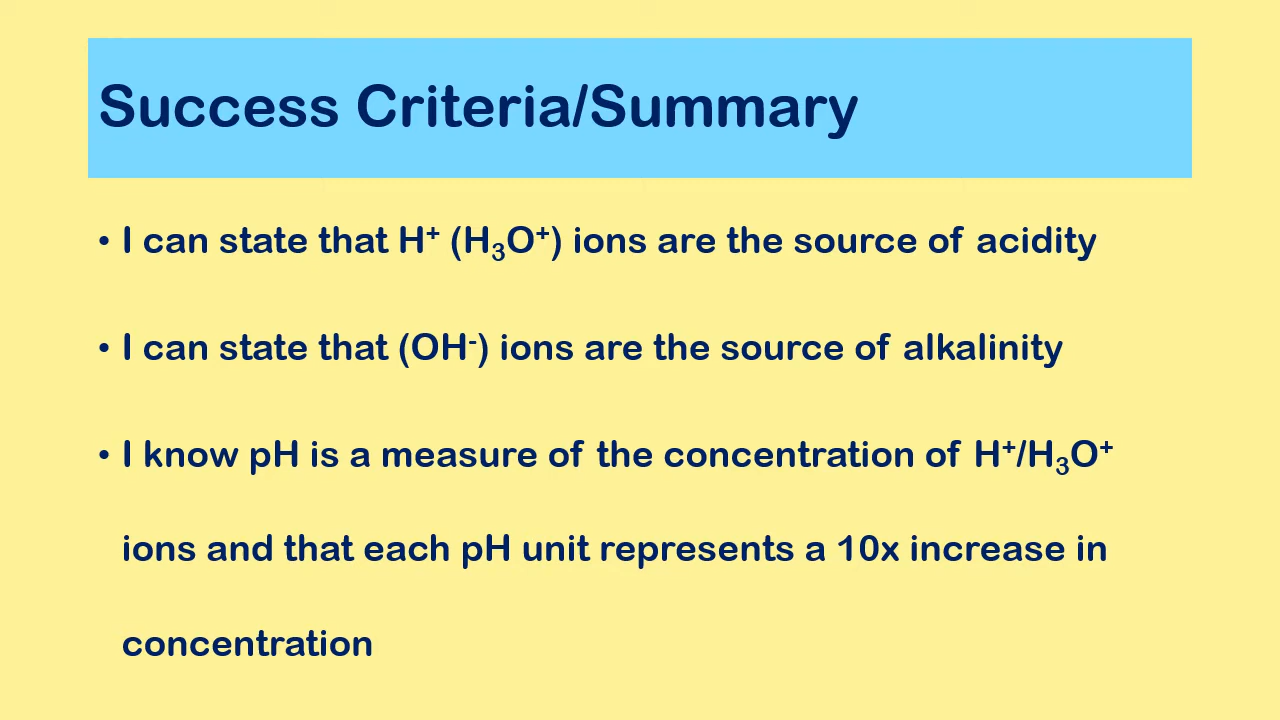 Success Criteria/Summary
• I can state that H⁺ (H₃O⁺) ions are the source of acidity
• I can state that (OH⁻) ions are the source of alkalinity
• I know pH is a measure of the concentration of H⁺/H₃O⁺
ions and that each pH unit represents a 10x increase in
concentration